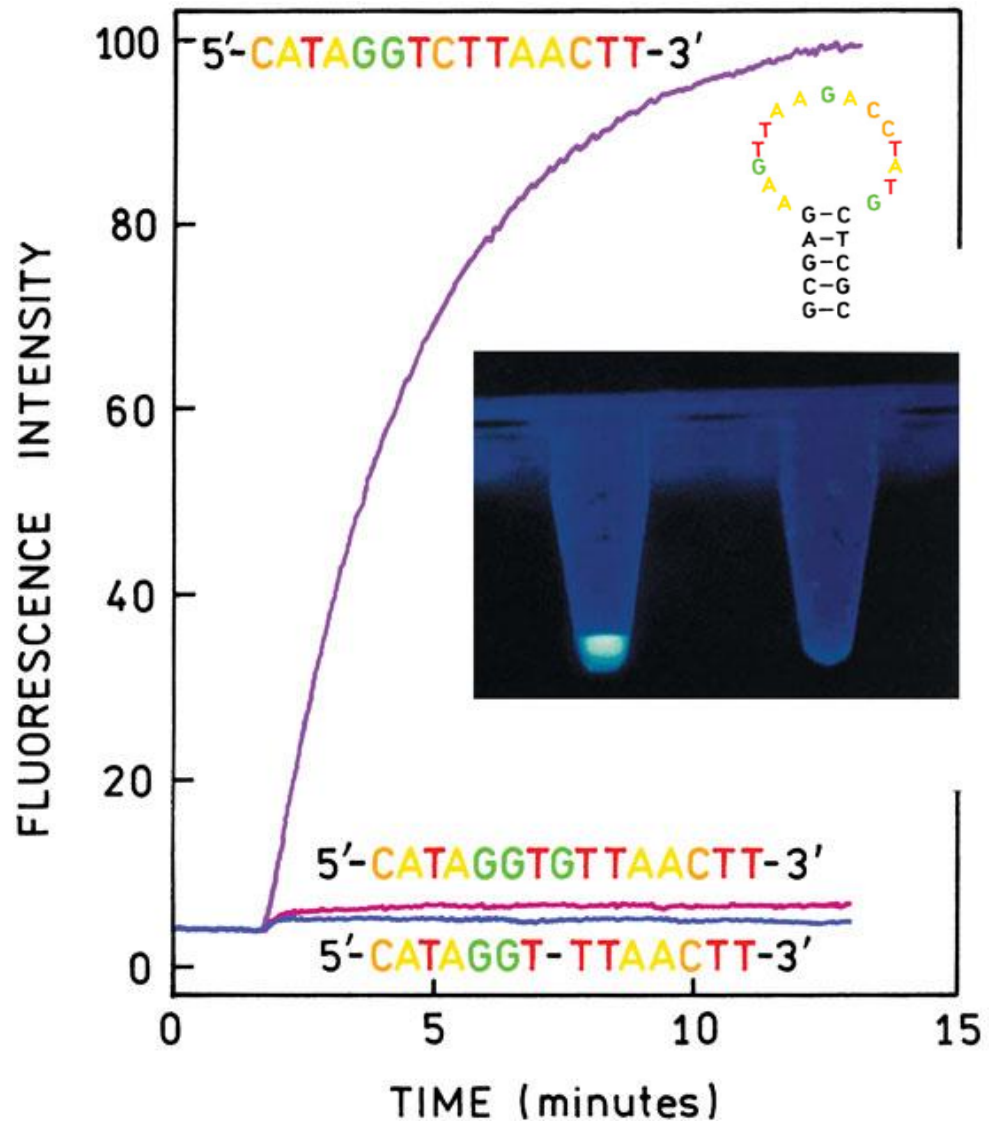 100
5'-CATAGGTCTTAACTT-3'
AAGTTAAGACCTATG
G-C
A-T
G-C
C-G
G-C
80
60
40
20
0
FLUORESCENCE INTENSITY
5'-CATAGGTGTTAACTT-3'
5'-CATAGGT-TTAACTT-3'
0 5 10 15
TIME (minutes)